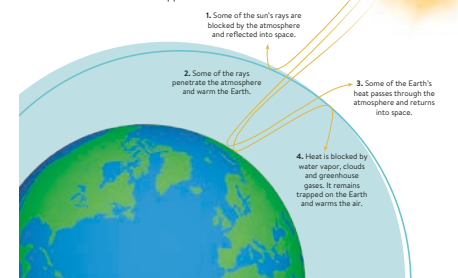 1. Some of the sun's rays are
blocked by the atmosphere
and reflected into space.
2. Some of the rays
penetrate the atmosphere
and warm the Earth.
3. Some of the Earth's
heat passes through the
atmosphere and returns
into space.
4. Heat is blocked by
water vapor, clouds
and greenhouse
gases. It remains
trapped on the Earth
and warms the air.